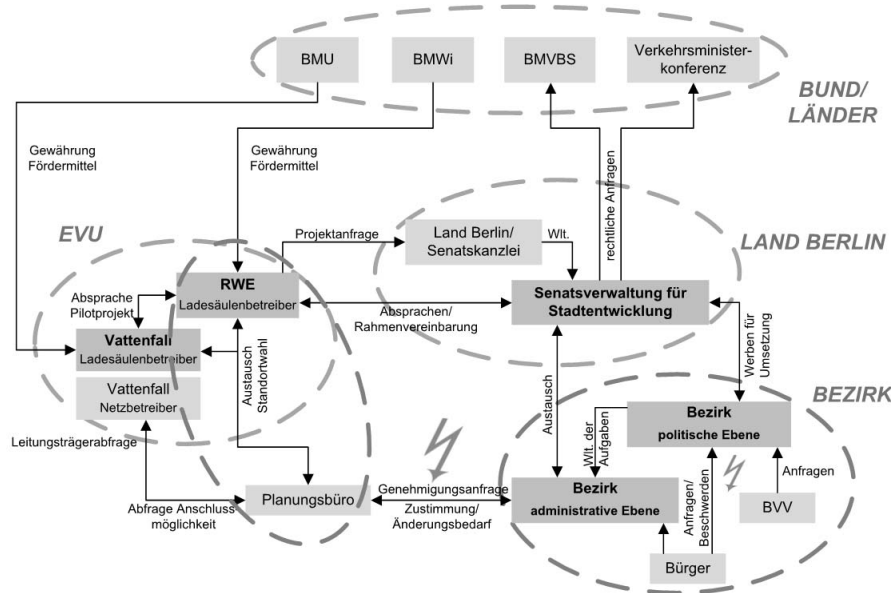 BMU
BMWi
BMVBS
Verkehrsminister-
konferenz
BUND/
LÄNDER
Gewährung
Fördermittel
Gewährung
Fördermittel
rechtliche Anfragen
EVU
Projektanfrage
Land Berlin/
Senatskanzlei
Wlt.
LAND BERLIN
RWE
Ladesäulenbetreiber
Absprache
Pilotprojekt
Absprachen/
Rahmenvereinbarung
Senatsverwaltung für
Stadtentwicklung
Vattenfall
Ladesäulenbetreiber
Austausch
Standortwahl
Werben für
Umsetzung
Vattenfall
Netzbetreiber
Austausch
BEZIRK
Bezirk
politische Ebene
Leitungsträgerabfrage
Wlt. der
Aufgaben
Anfragen
Planungsbüro
Genehmigungsanfrage
Zustimmung/
Änderungsbedarf
Bezirk
administrative Ebene
Anfragen/
Beschwerden
BVV
Abfrage Anschluss
möglichkeit
Bürger